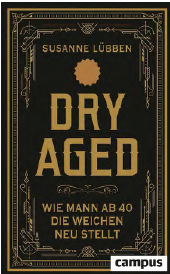 SUSANNE LÜBBEN
DRY
AGED
WIE MANN AB 40
DIE WEICHEN
NEU STELLT
campus